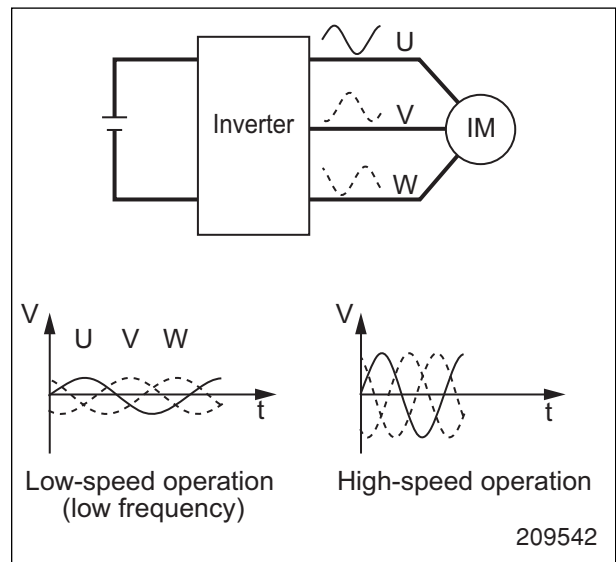 U
Inverter
V
IM
W
V
U V W
t
Low-speed operation
(low frequency)
V
t
High-speed operation
209542